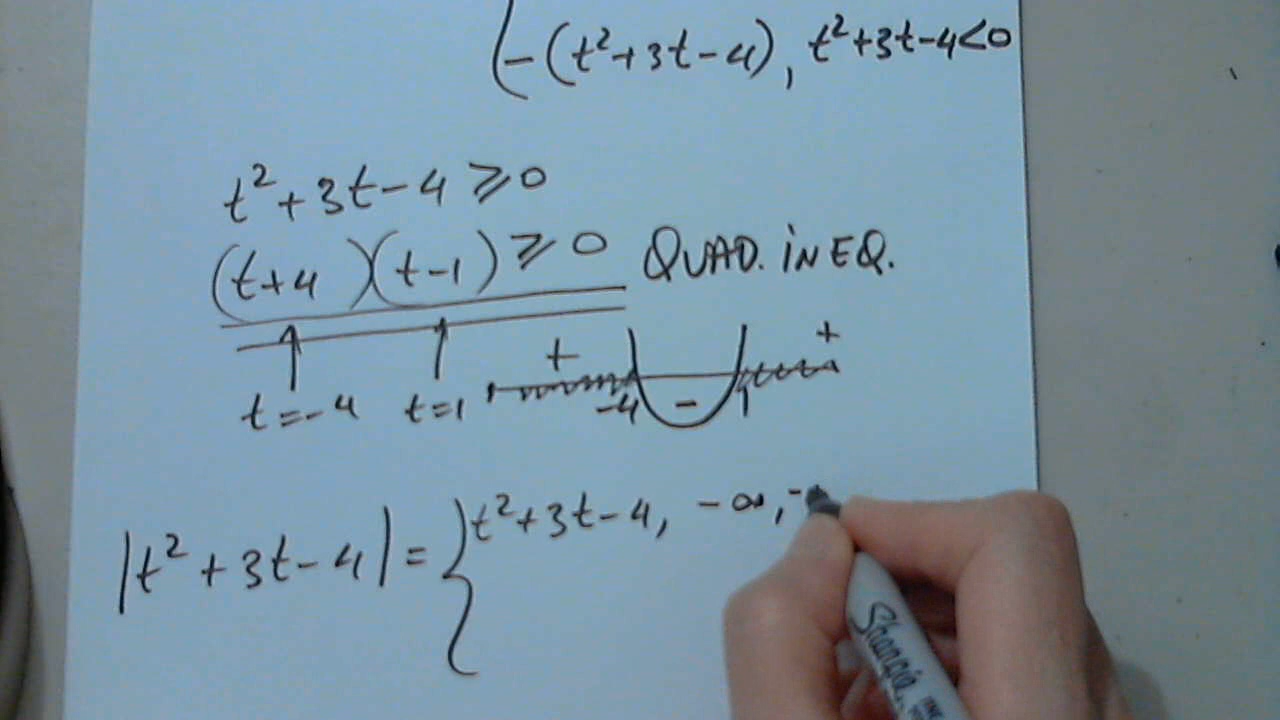 -(t²+3t-4), t²+3t-4<0
t²+3t-4 ⩾0
(t+4)(t-1)⩾0 QUAD. INEQ.
+ +
t=-4 t=1 -4 - 1
|t²+3t-4|= { t²+3t-4, -∞,-
Sharpie